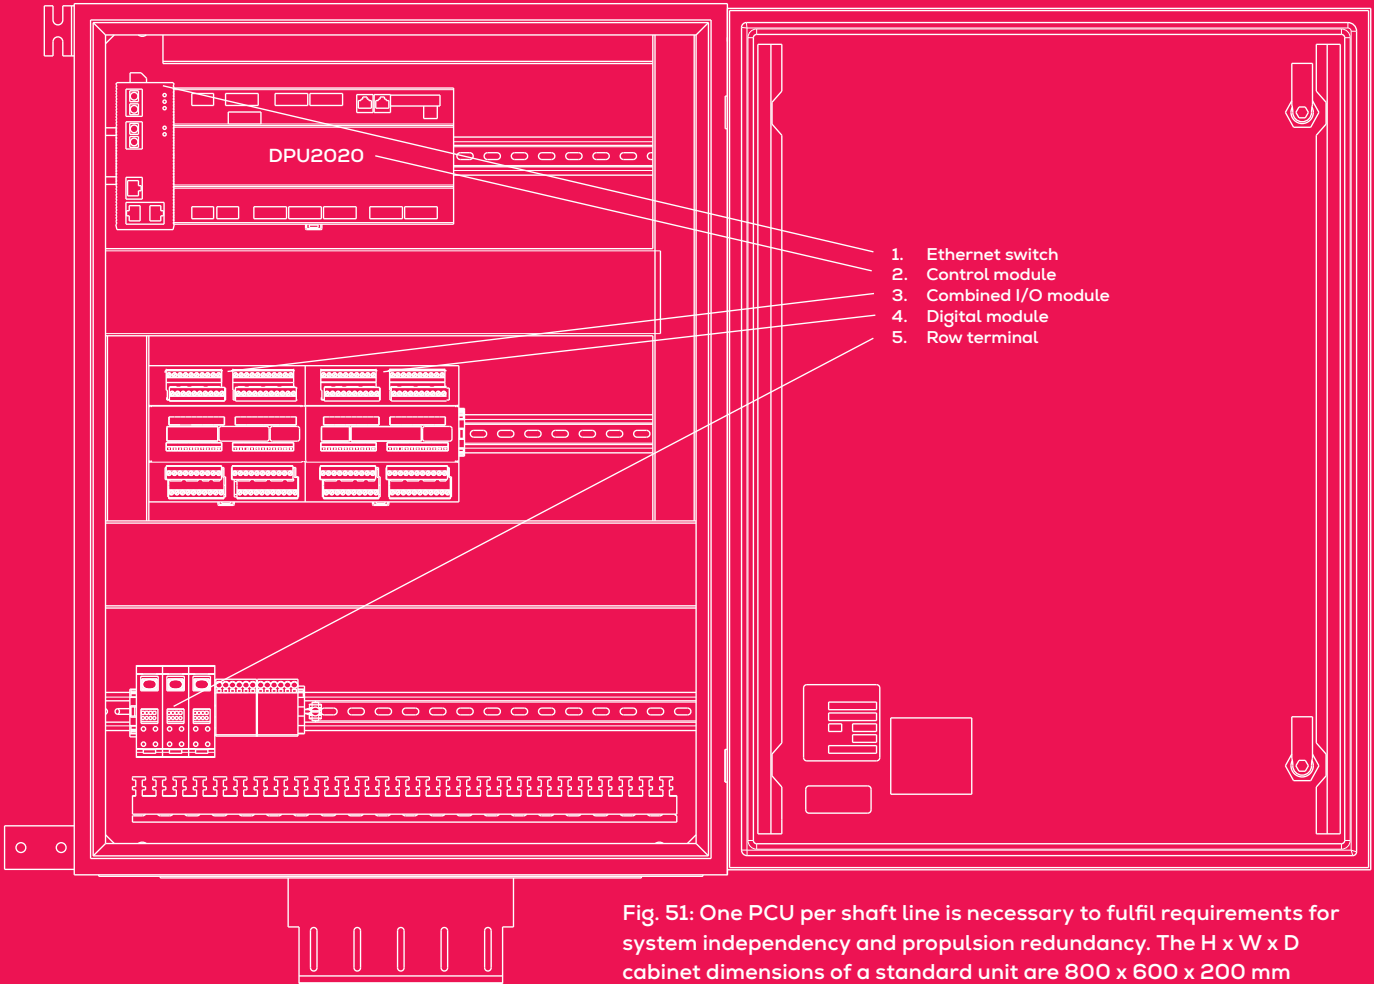 DPU2020
1. Ethernet switch
2. Control module
3. Combined I/O module
4. Digital module
5. Row terminal
Fig. 51: One PCU per shaft line is necessary to fulfil requirements for
system independency and propulsion redundancy. The H x W x D
cabinet dimensions of a standard unit are 800 x 600 x 200 mm